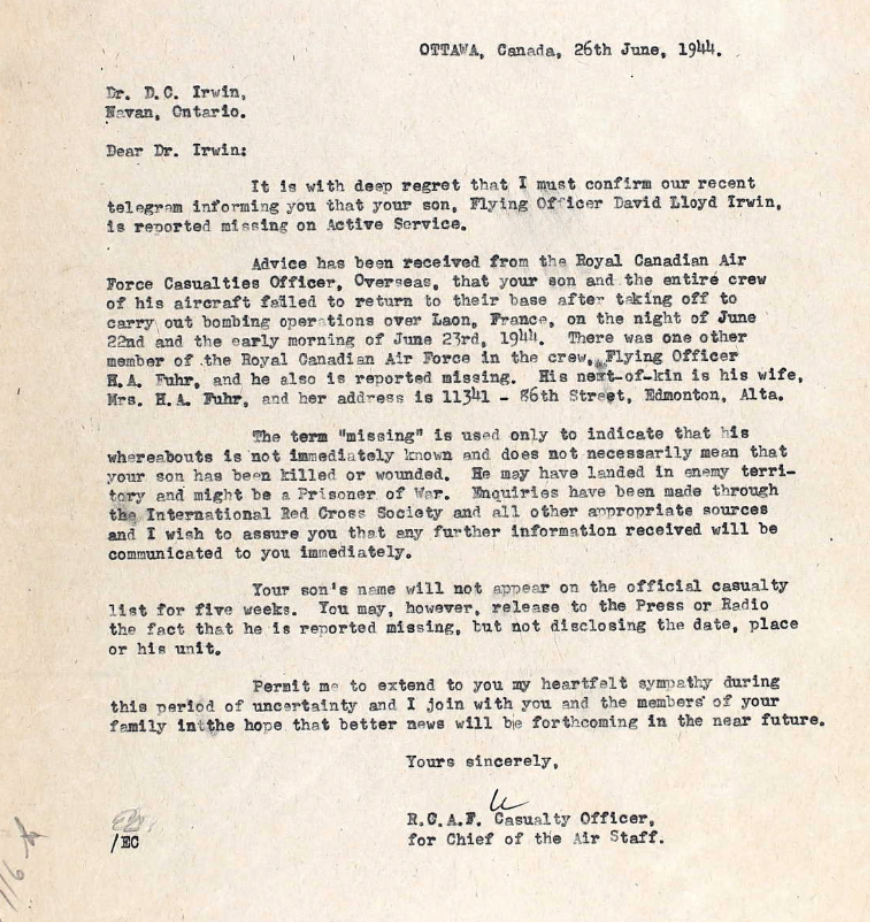 OTTAWA, Canada, 26th June, 1944.
Dr. D.C. Irwin,
Navan, Ontario.
Dear Dr. Irwin:
It is with deep regret that I must confirm our recent
telegram informing you that your son, Flying Officer David Lloyd Irwin,
is reported missing on Active Service.
Advice has been received from the Royal Canadian Air
Force Casualties Officer, Overseas, that your son and the entire crew
of his aircraft failed to return to their base after taking off to
carry out bombing operations over Laon, France, on the night of June
22nd and the early morning of June 23rd, 1944. There was one other
member of the Royal Canadian Air Force in the crew, Flying Officer
H.A. Fuhr, and he also is reported missing. His next-of-kin is his wife,
Mrs. H.A. Fuhr, and her address is 11341 - 86th Street, Edmonton, Alta.
The term "missing" is used only to indicate that his
whereabouts is not immediately known and does not necessarily mean that
your son has been killed or wounded. He may have landed in enemy terri-
tory and might be a Prisoner of War. Enquiries have been made through
the International Red Cross Society and all other appropriate sources
and I wish to assure you that any further information received will be
communicated to you immediately.
Your son's name will not appear on the official casualty
list for five weeks. You may, however, release to the Press or Radio
the fact that he is reported missing, but not disclosing the date, place
or his unit.
Permit me to extend to you my heartfelt sympathy during
this period of uncertainty and I join with you and the members of your
family in the hope that better news will be forthcoming in the near future.
Yours sincerely,
R.C.A.F. Casualty Officer,
for Chief of the Air Staff.
/EC